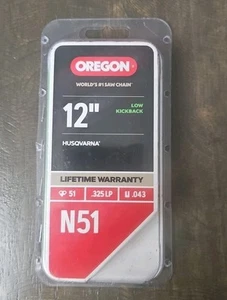 OREGON
WORLD'S #1 SAW CHAIN
12"
LOW
KICKBACK
HUSQVARNA
LIFETIME WARRANTY
51 .325 LP .043
N51